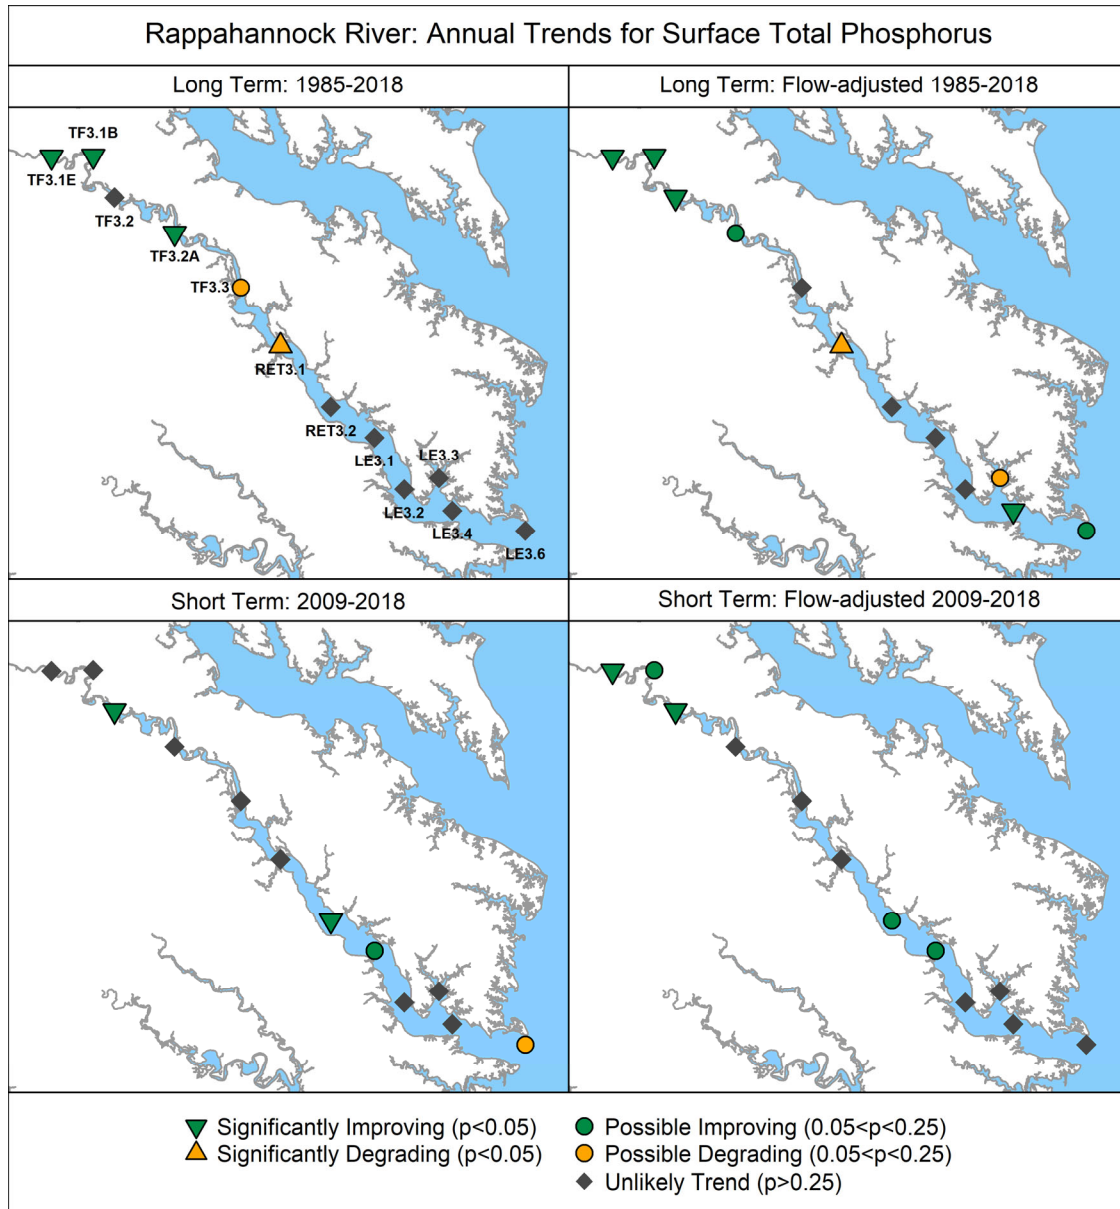 Rappahannock River: Annual Trends for Surface Total Phosphorus
Long Term: 1985-2018
Long Term: Flow-adjusted 1985-2018
TF3.1B
TF3.1E
TF3.2
TF3.2A
TF3.3
RET3.1
RET3.2
LE3.1
LE3.3
LE3.2
LE3.4
LE3.6
Short Term: 2009-2018
Short Term: Flow-adjusted 2009-2018
Significantly Improving (p<0.05)
Possible Improving (0.05<p<0.25)
Significantly Degrading (p<0.05)
Possible Degrading (0.05<p<0.25)
Unlikely Trend (p>0.25)